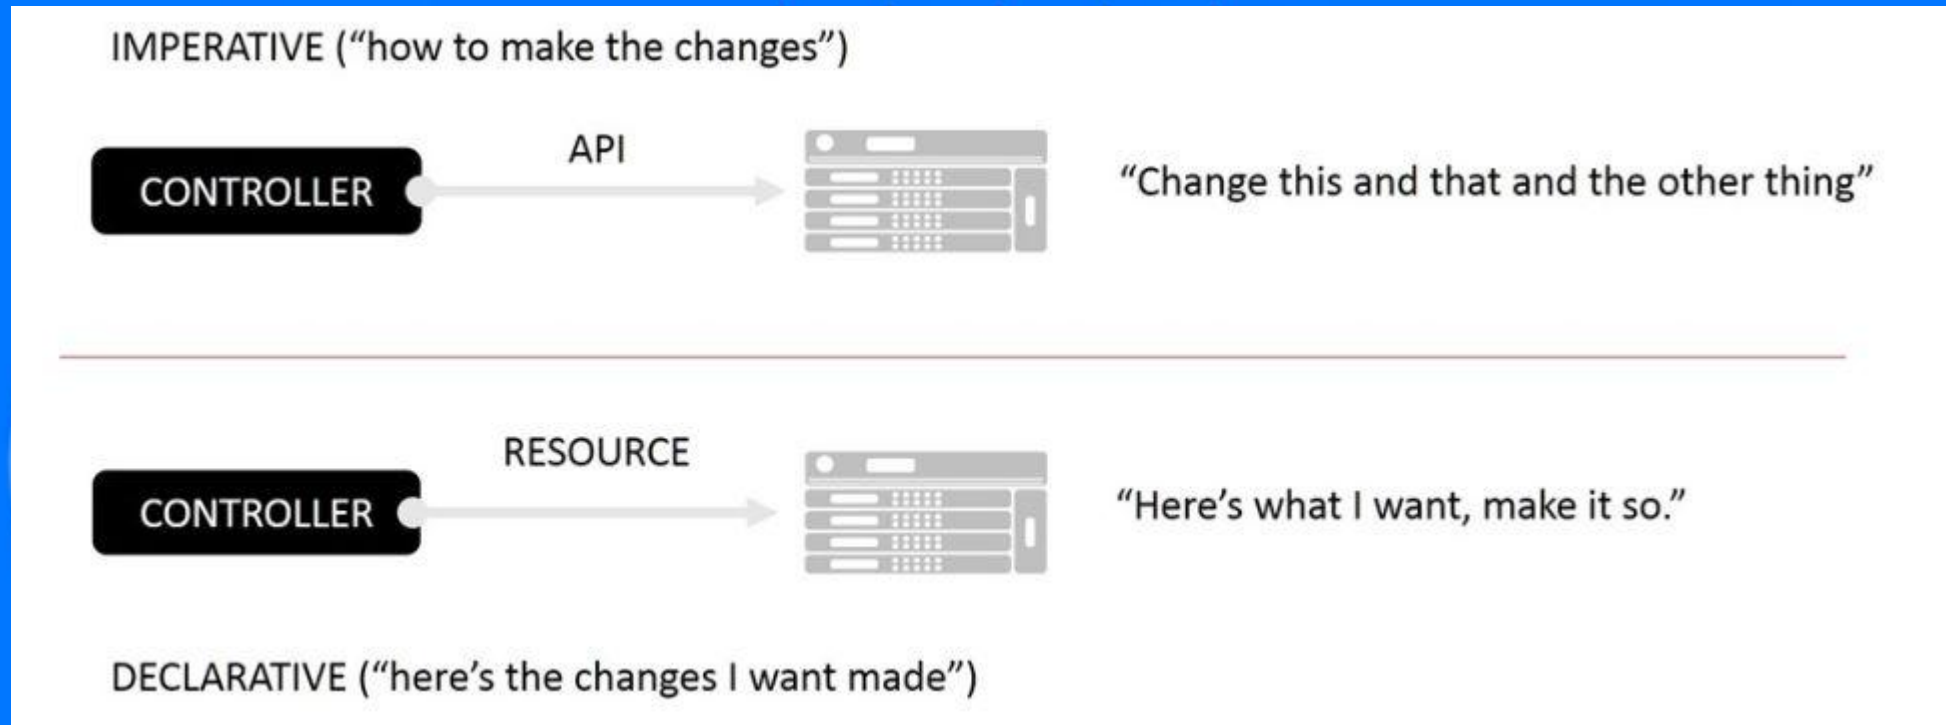 IMPERATIVE (“how to make the changes”)
API
CONTROLLER
“Change this and that and the other thing”
RESOURCE
CONTROLLER
“Here’s what I want, make it so.”
DECLARATIVE (“here’s the changes I want made”)